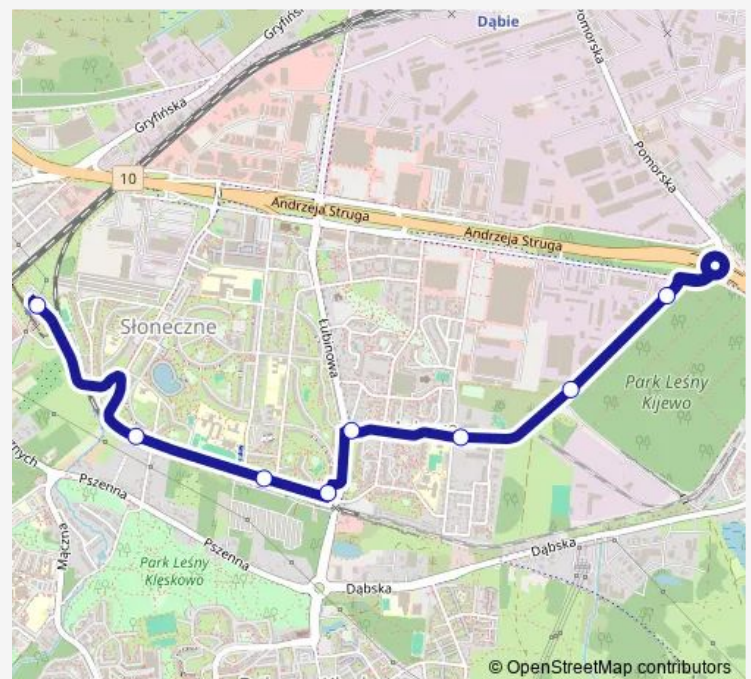 Dąbie
Gryfińska
Pomorska
Gryfińska
Pomorska
10
Andrzeja Struga
Andrzeja Struga
Słoneczne
Łubinowa
Park Leśny
Kijewo
Pszenna
Mączna
Pszenna
Dąbska
Park Leśny
Klęskowo
Dąbska
© OpenStreetMap contributors